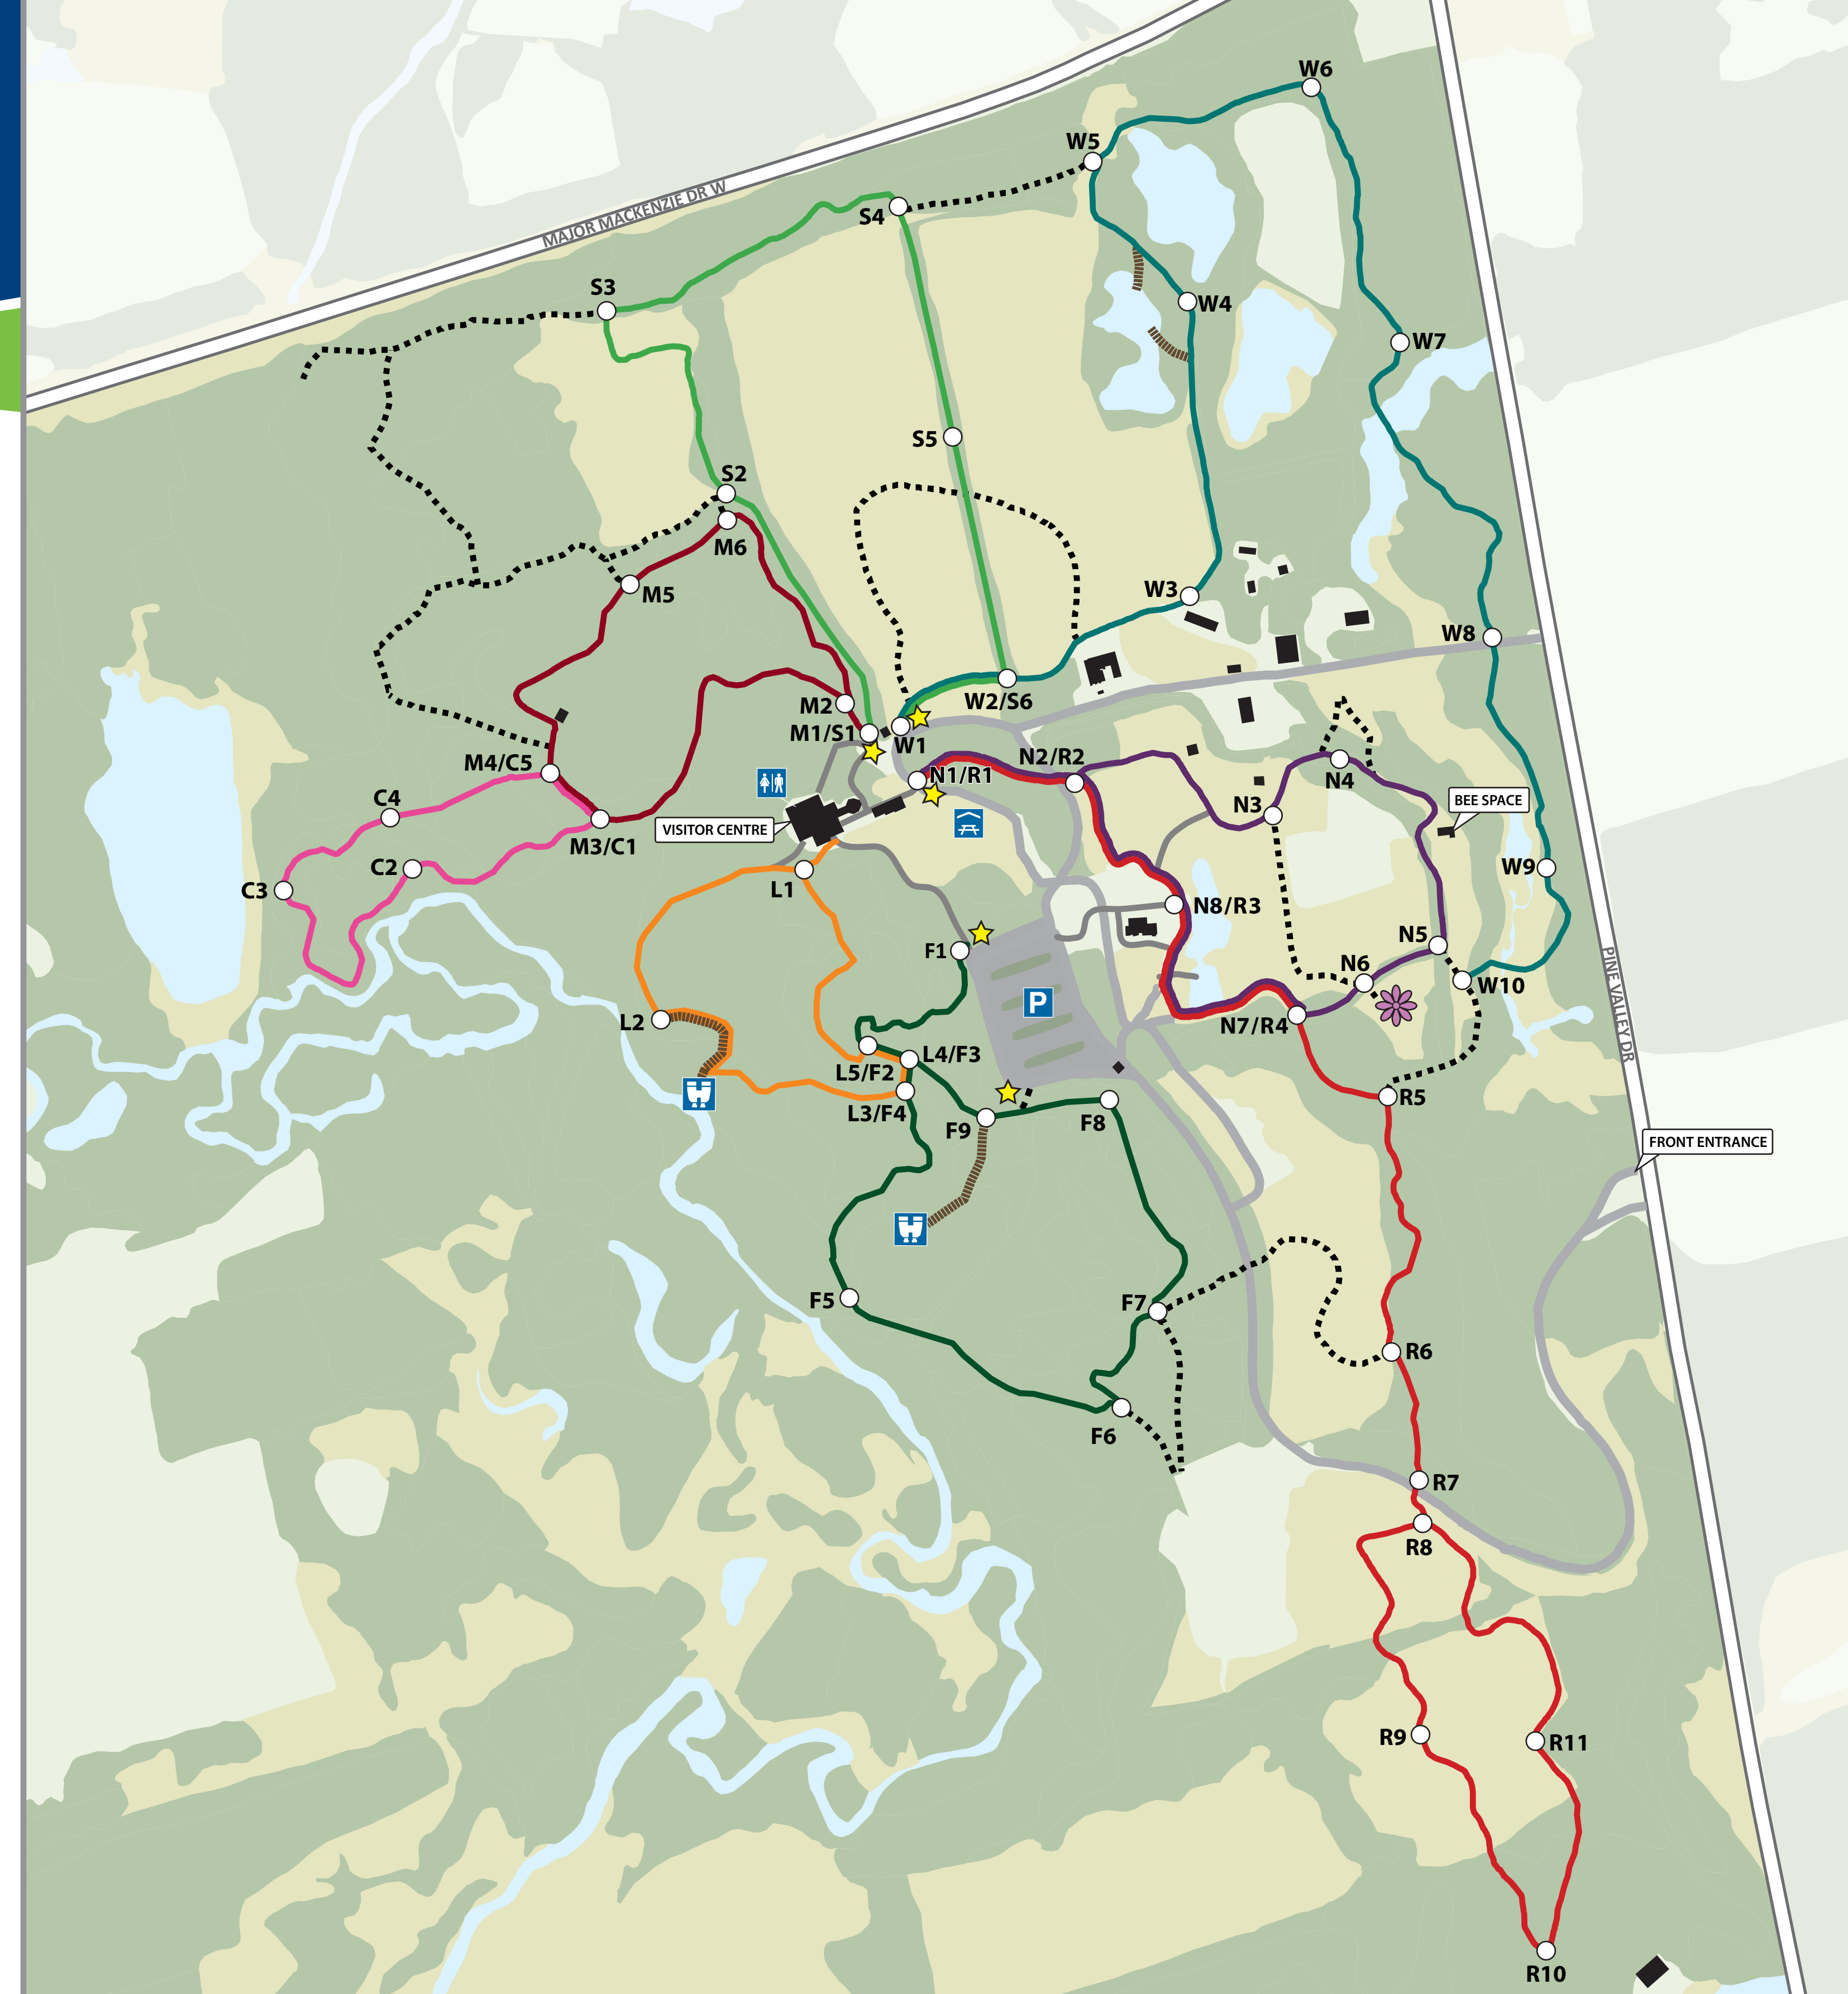 W6
W5
MAJOR MACKENZIE DR W
S4
S3
W4
W7
S5
S2
M6
M5
W3
W8
M2
W2/S6
M1/S1
W1
M4/C5
N1/R1
N2/R2
N4
C4
N3
BEE SPACE
VISITOR CENTRE
M3/C1
C2
W9
C3
L1
N8/R3
F1
N5
PINE VALLEY DR
N6
W10
P
L2
N7/R4
L4/F3
L5/F2
R5
L3/F4
F9
F8
FRONT ENTRANCE
F5
F7
R6
F6
R7
R8
R9
R11
R10